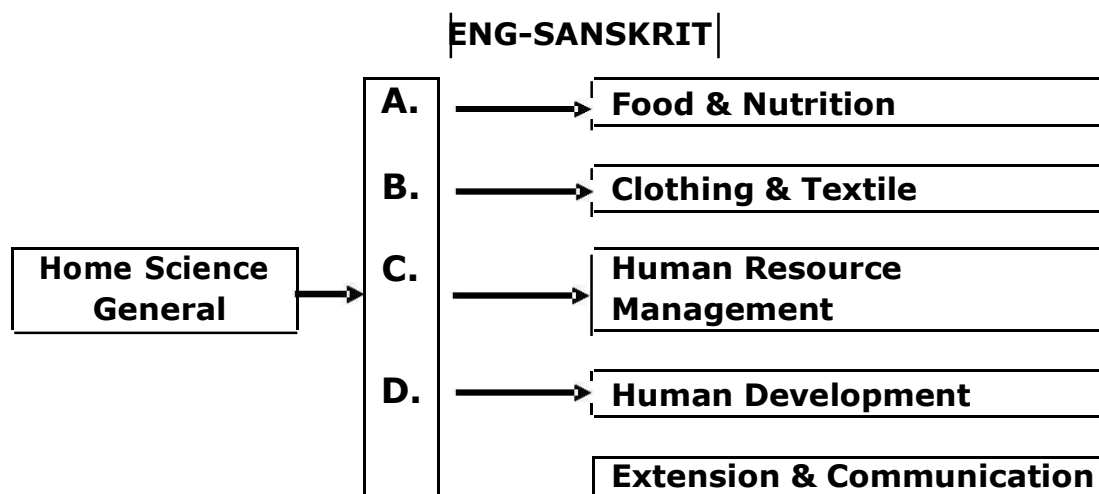 ENG-SANSKRIT
A.
Food & Nutrition
B.
Clothing & Textile
Home Science
General
C.
Human Resource
Management
D.
Human Development
Extension & Communication